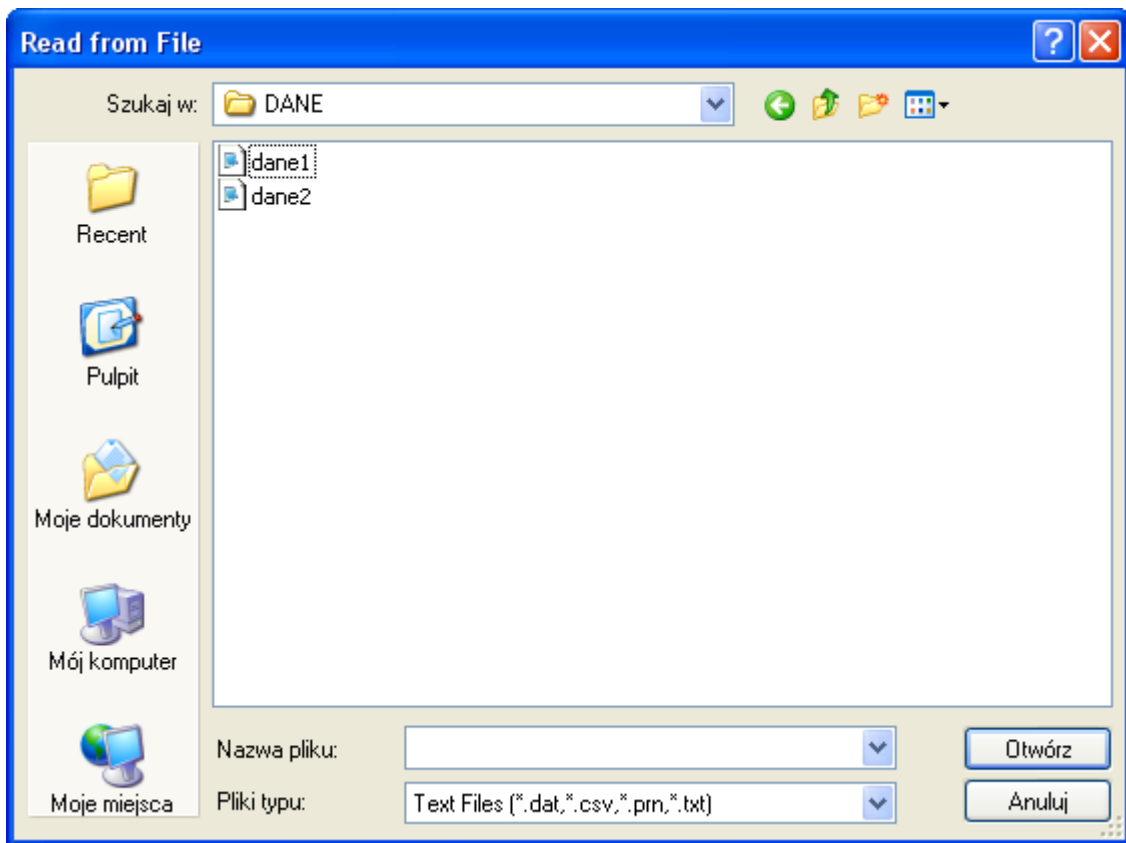 Read from File
Szukaj w: DANE
dane1
dane2
Recent
Pulpit
Moje dokumenty
Mój komputer
Moje miejsca
Nazwa pliku:
Otwórz
Pliki typu: Text Files (*.dat,*.csv,*.prn,*.txt)
Anuluj